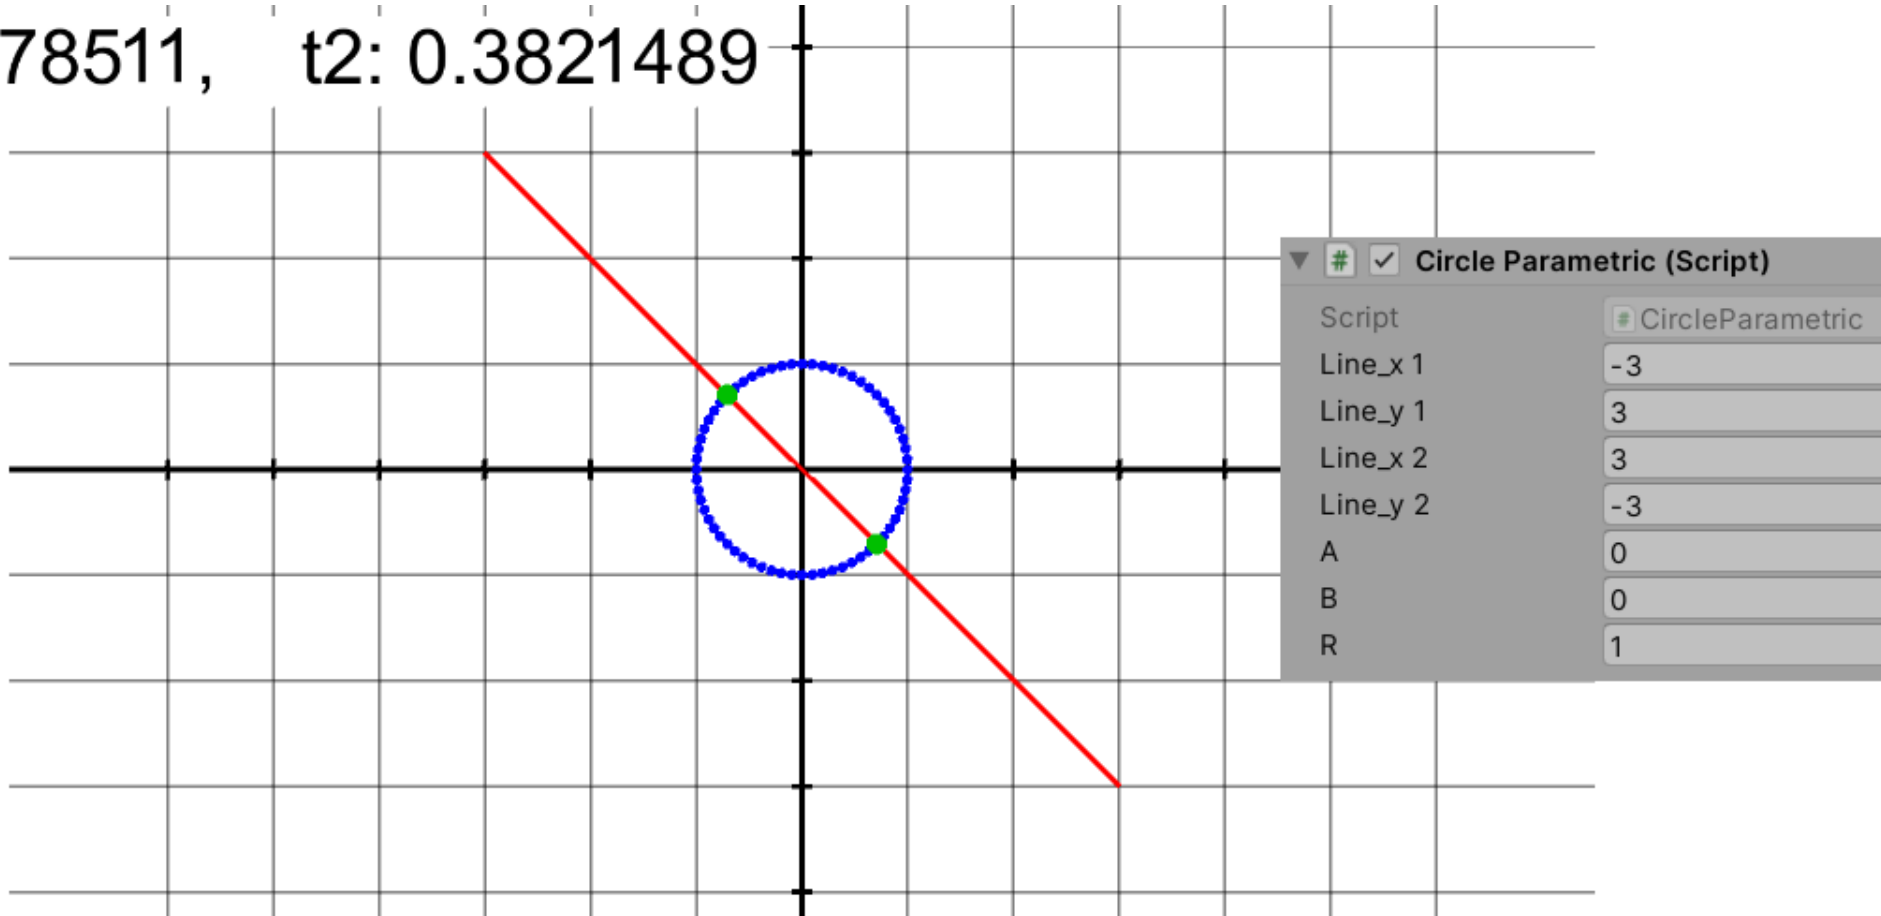 78511, t2: 0.3821489
# Circle Parametric (Script)
Script # CircleParametric
Line_x 1 -3
Line_y 1 3
Line_x 2 3
Line_y 2 -3
A 0
B 0
R 1